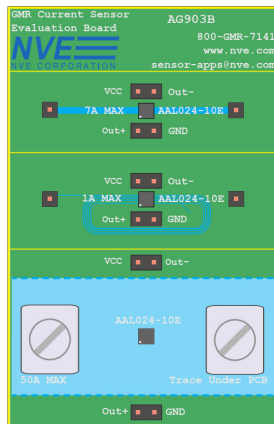 GMR Current Sensor
Evaluation Board
AG903B
800-GMR-7141
www.nve.com
sensor-apps@nve.com
NVE
NVE CORPORATION
VCC Out-
7A MAX AAL024-10E
Out+ GND
VCC Out-
1A MAX AAL024-10E
Out+ GND
VCC Out-
AAL024-10E
50A MAX Trace Under PCB
Out+ GND